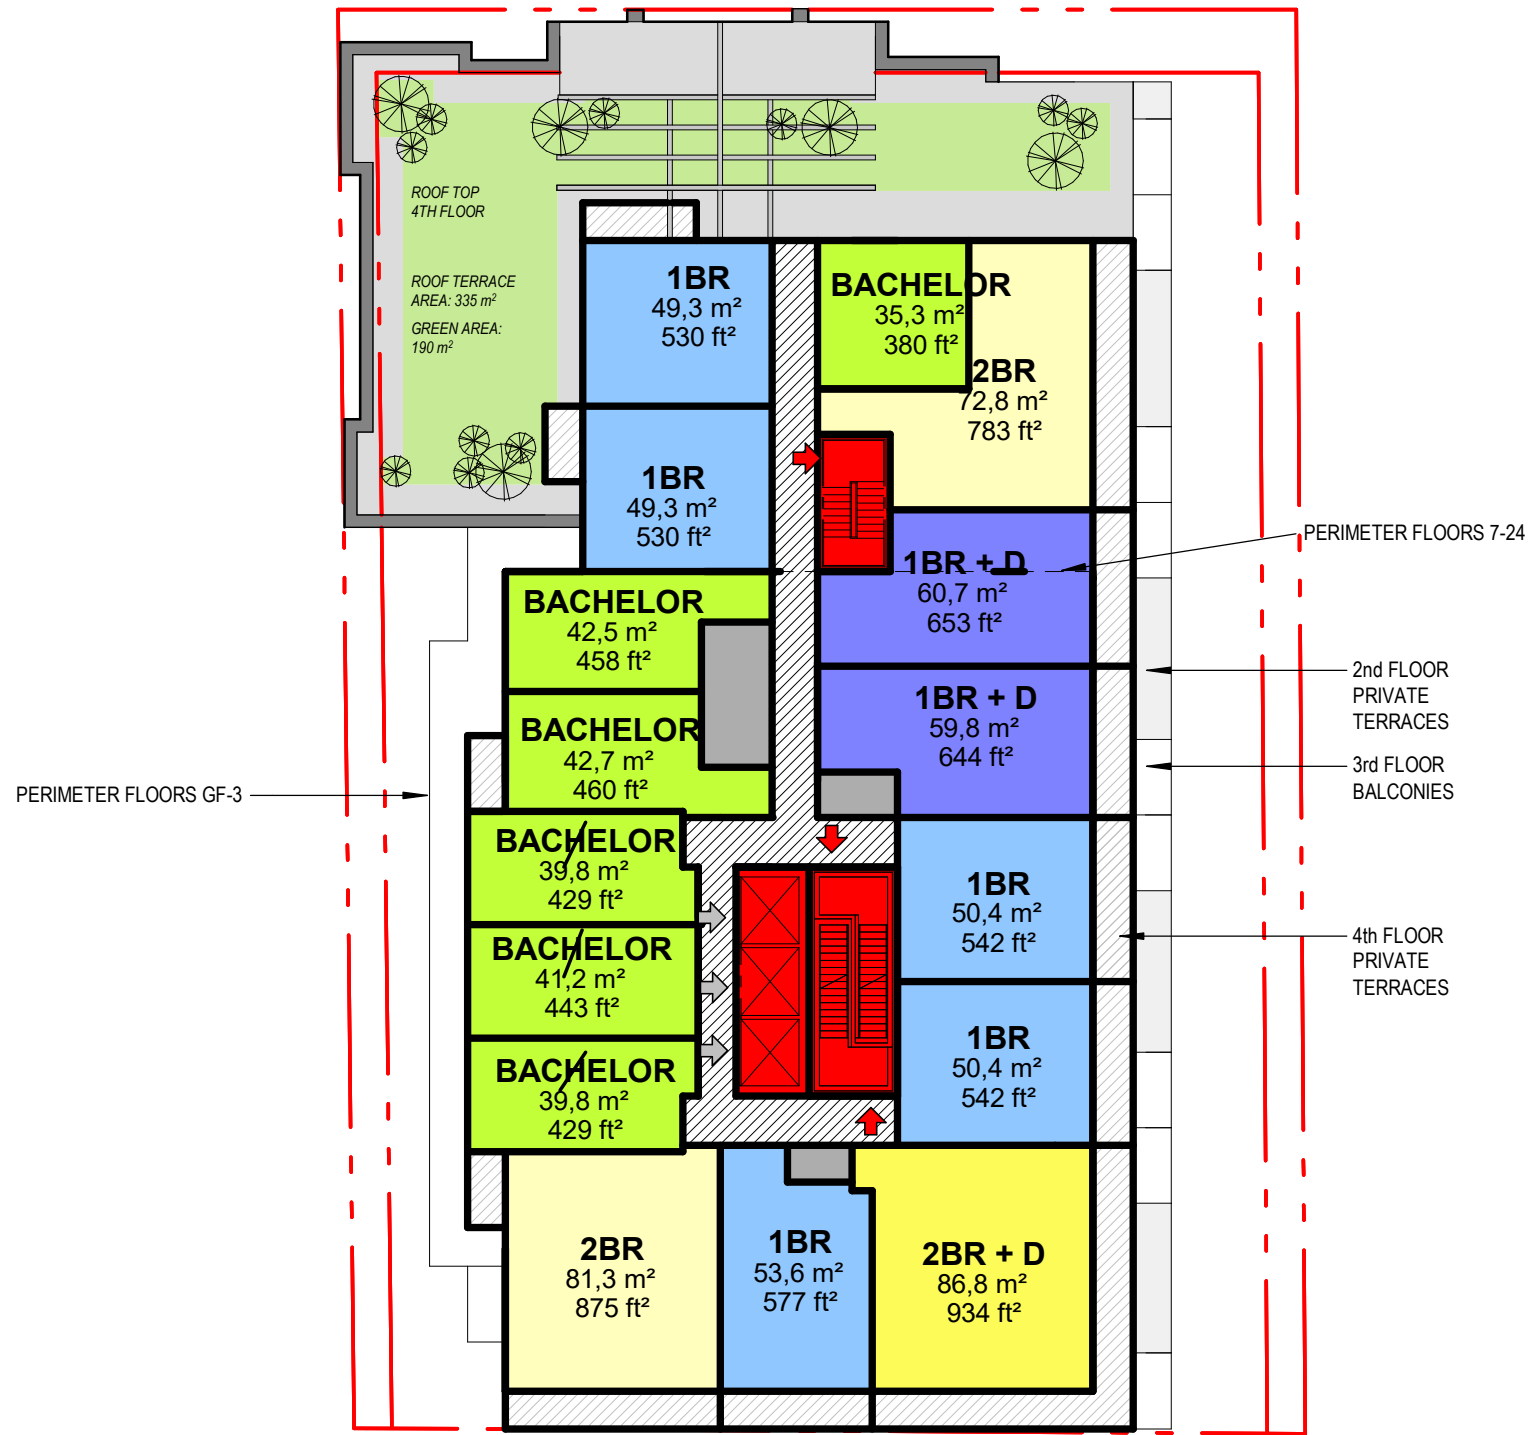 ROOF TOP
4TH FLOOR
ROOF TERRACE
AREA: 335 m²
GREEN AREA:
190 m²
1BR
49,3 m²
530 ft²
BACHELOR
35,3 m²
380 ft²
2BR
72,8 m²
783 ft²
1BR
49,3 m²
530 ft²
PERIMETER FLOORS 7-24
1BR + D
60,7 m²
653 ft²
BACHELOR
42,5 m²
458 ft²
1BR + D
59,8 m²
644 ft²
2nd FLOOR
PRIVATE
TERRACES
BACHELOR
42,7 m²
460 ft²
3rd FLOOR
BALCONIES
PERIMETER FLOORS GF-3
BACHELOR
39,8 m²
429 ft²
1BR
50,4 m²
542 ft²
4th FLOOR
PRIVATE
TERRACES
BACHELOR
41,2 m²
443 ft²
1BR
50,4 m²
542 ft²
BACHELOR
39,8 m²
429 ft²
2BR
81,3 m²
875 ft²
1BR
53,6 m²
577 ft²
2BR + D
86,8 m²
934 ft²